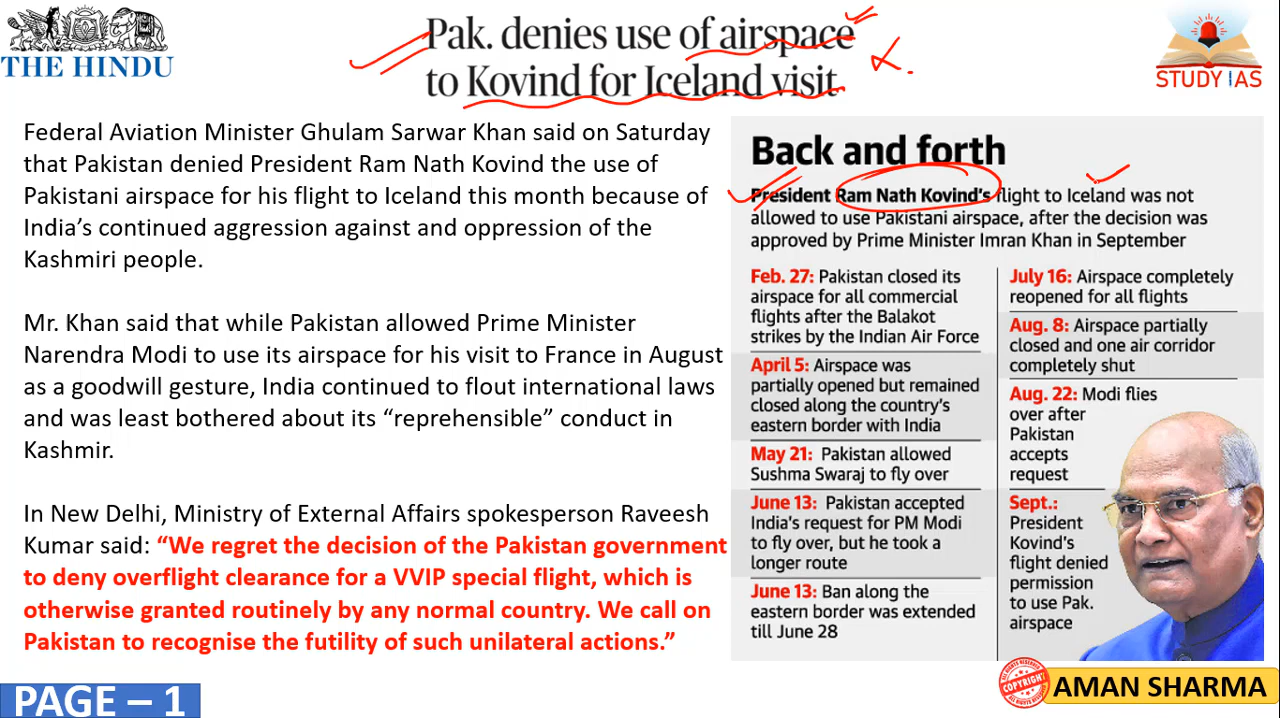 THE HINDU
Pak. denies use of airspace
to Kovind for Iceland visit
STUDY IAS
Federal Aviation Minister Ghulam Sarwar Khan said on Saturday
that Pakistan denied President Ram Nath Kovind the use of
Pakistani airspace for his flight to Iceland this month because of
India’s continued aggression against and oppression of the
Kashmiri people.
Mr. Khan said that while Pakistan allowed Prime Minister
Narendra Modi to use its airspace for his visit to France in August
as a goodwill gesture, India continued to flout international laws
and was least bothered about its “reprehensible” conduct in
Kashmir.
In New Delhi, Ministry of External Affairs spokesperson Raveesh
Kumar said: “We regret the decision of the Pakistan government
to deny overflight clearance for a VVIP special flight, which is
otherwise granted routinely by any normal country. We call on
Pakistan to recognise the futility of such unilateral actions.”
Back and forth
President Ram Nath Kovind’s flight to Iceland was not
allowed to use Pakistani airspace, after the decision was
approved by Prime Minister Imran Khan in September
Feb. 27: Pakistan closed its
airspace for all commercial
flights after the Balakot
strikes by the Indian Air Force
April 5: Airspace was
partially opened but remained
closed along the country’s
eastern border with India
May 21: Pakistan allowed
Sushma Swaraj to fly over
June 13: Pakistan accepted
India’s request for PM Modi
to fly over, but he took a
longer route
June 13: Ban along the
eastern border was extended
till June 28
July 16: Airspace completely
reopened for all flights
Aug. 8: Airspace partially
closed and one air corridor
completely shut
Aug. 22: Modi flies
over after
Pakistan
accepts
request
Sept.:
President
Kovind’s
flight denied
permission
to use Pak.
airspace
PAGE – 1
COPYRIGHT
AMAN SHARMA